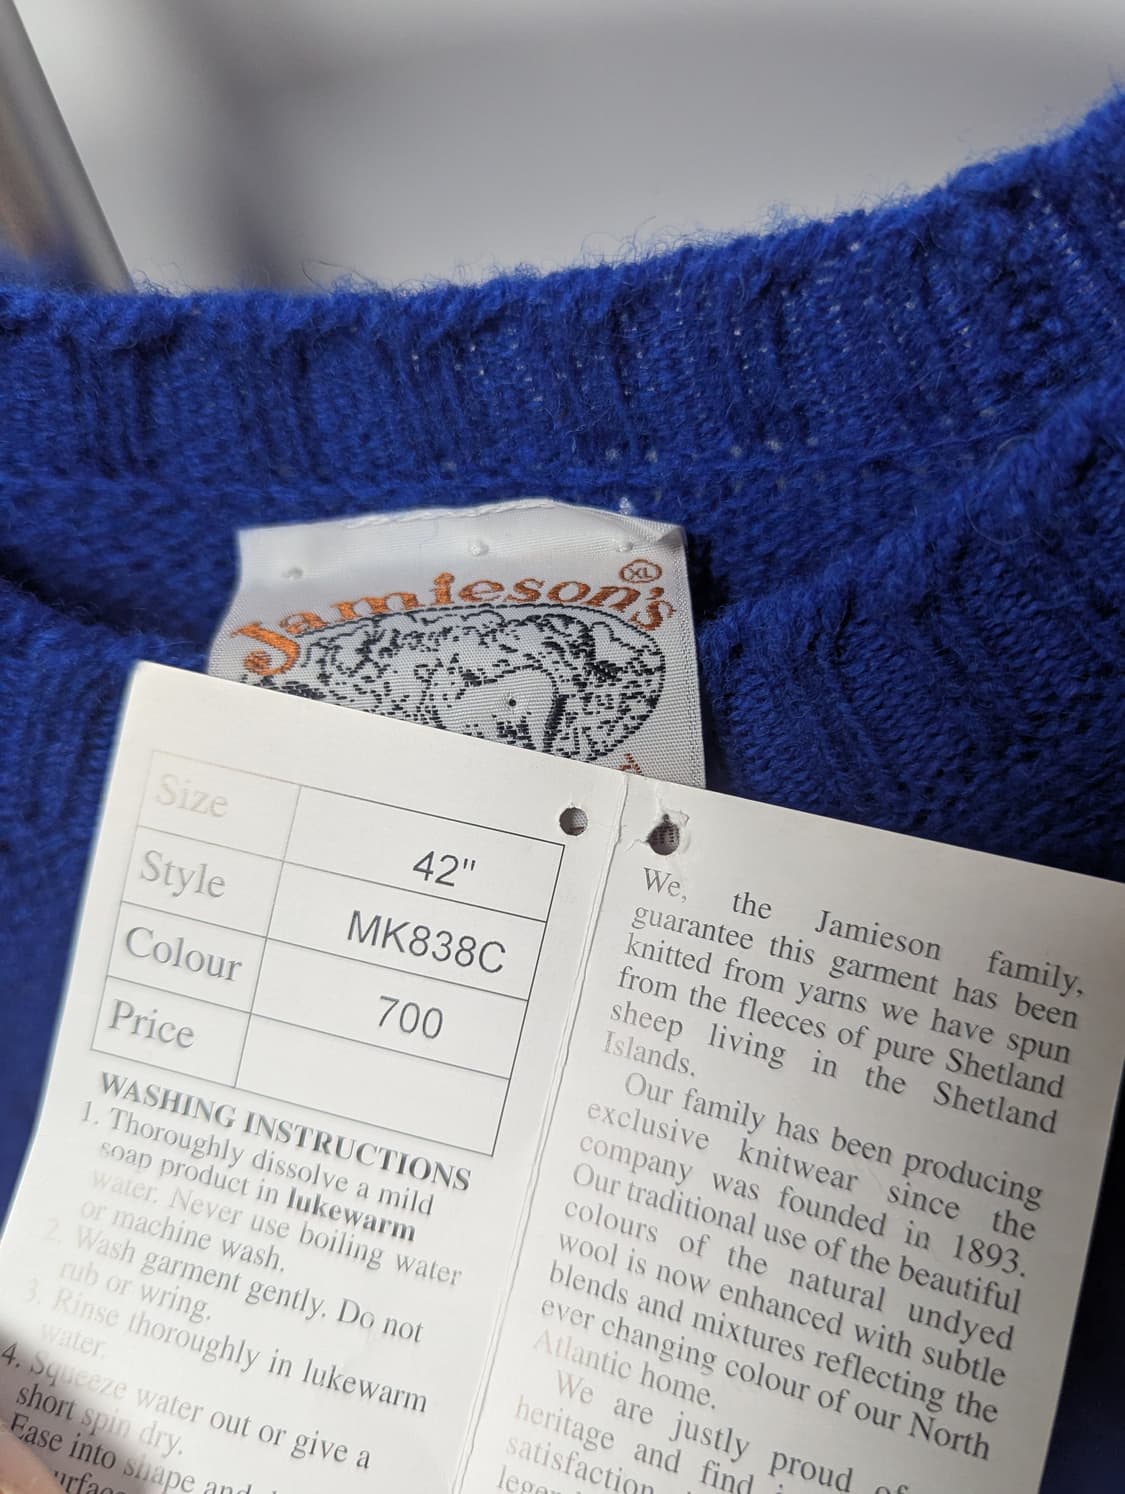 Jamieson's
XL
Size 42"
Style MK838C
Colour 700
Price
WASHING INSTRUCTIONS
1. Thoroughly dissolve a mild
soap product in lukewarm
water. Never use boiling water
or machine wash.
2. Wash garment gently. Do not
rub or wring.
3. Rinse thoroughly in lukewarm
water.
4. Squeeze water out or give a
short spin dry.
Ease into shape and
We, the Jamieson family,
guarantee this garment has been
knitted from yarns we have spun
from the fleeces of pure Shetland
sheep living in the Shetland
Islands.
Our family has been producing
exclusive knitwear since the
company was founded in 1893.
Our traditional use of the beautiful
colours of the natural undyed
wool is now enhanced with subtle
blends and mixtures reflecting the
ever changing colour of our North
Atlantic home.
We are justly proud of
heritage and find
satisfaction